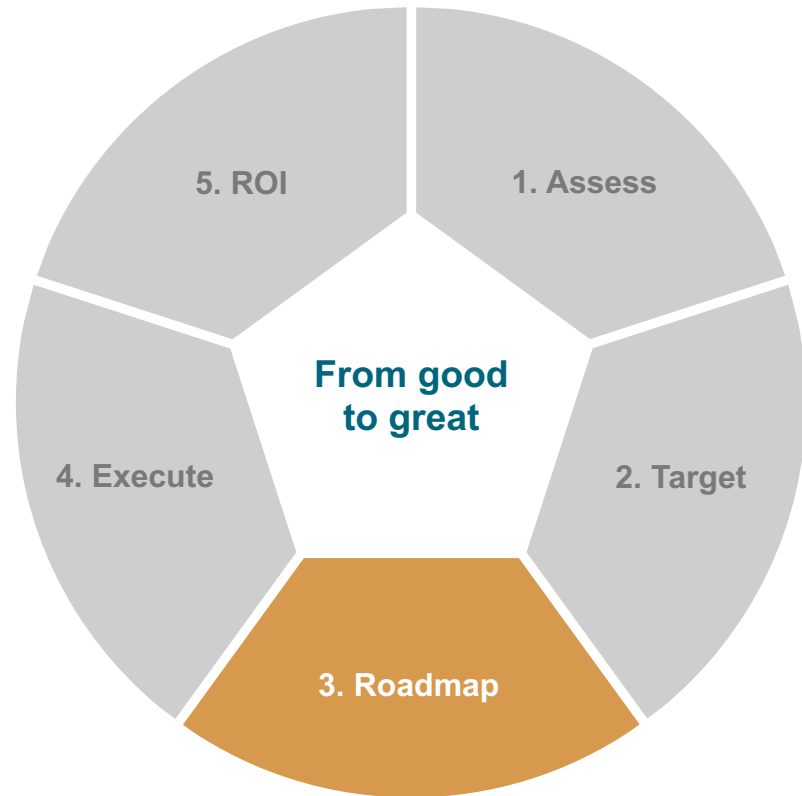 1. Assess
2. Target
3. Roadmap
4. Execute
5. ROI
From good
to great